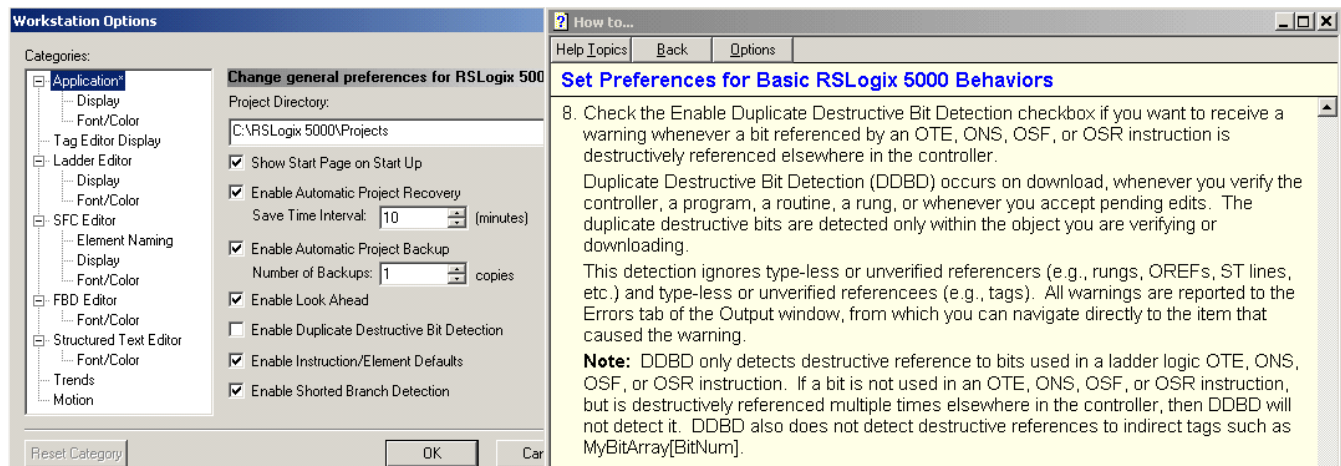 Workstation Options
Categories:
Application*
Display
Font/Color
Tag Editor Display
Ladder Editor
Display
Font/Color
SFC Editor
Element Naming
Display
Font/Color
FBD Editor
Font/Color
Structured Text Editor
Font/Color
Trends
Motion
Change general preferences for RSLogix 500
Project Directory:
C:\RSLogix 5000\Projects
Show Start Page on Start Up
Enable Automatic Project Recovery
Save Time Interval: 10 (minutes)
Enable Automatic Project Backup
Number of Backups: 1 copies
Enable Look Ahead
Enable Duplicate Destructive Bit Detection
Enable Instruction/Element Defaults
Enable Shorted Branch Detection
Reset Category
OK
Car
? How to...
Help Topics Back Options
Set Preferences for Basic RSLogix 5000 Behaviors
8. Check the Enable Duplicate Destructive Bit Detection checkbox if you want to receive a
warning whenever a bit referenced by an OTE, ONS, OSF, or OSR instruction is
destructively referenced elsewhere in the controller.
Duplicate Destructive Bit Detection (DDBD) occurs on download, whenever you verify the
controller, a program, a routine, a rung, or whenever you accept pending edits. The
duplicate destructive bits are detected only within the object you are verifying or
downloading.
This detection ignores type-less or unverified referencers (e.g., rungs, OREFs, ST lines,
etc.) and type-less or unverified referencees (e.g., tags). All warnings are reported to the
Errors tab of the Output window, from which you can navigate directly to the item that
caused the warning.
Note: DDBD only detects destructive reference to bits used in a ladder logic OTE, ONS,
OSF, or OSR instruction. If a bit is not used in an OTE, ONS, OSF, or OSR instruction,
but is destructively referenced multiple times elsewhere in the controller, then DDBD will
not detect it. DDBD also does not detect destructive references to indirect tags such as
MyBitArray[BitNum].